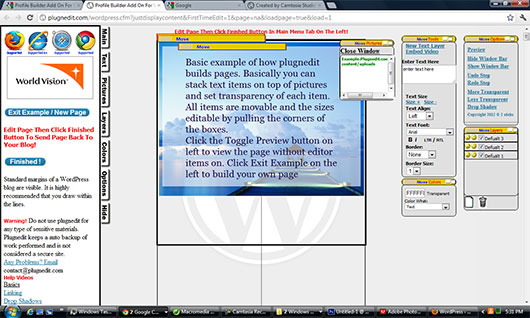 Profile Builder Add On For
Profile Builder Add On For
Google
Created by Camtasia Studio
plugnedit.com/wordpress.cfm?justdisplaycontent&FirstTimeEdit=1&page=na&loadpage=true&load=1
Edit Page Then Click Finished Button In Main Menu Tab On The Left!
World Vision
Exit Example / New Page
Edit Page Then Click Finished
Button To Send Page Back To
Your Blog!
Finished !
Standard margins of a WordPress
blog are visible. It is highly
recommended that you draw within
the lines.
Warning! Do not use plugnedit for
any type of sensitive materials.
Plugnedit keeps a auto backup of
work performed and is not
considered a secure site.
Any Problems? Email
contact@plugnedit.com
Help Videos
Basics
Linking
Drop Shadows
Main
Text
Pictures
Layers
Colors
Options
Hide
Move
Move
Basic example of how plugnedit
builds pages. Basically you can
stack text items on top of pictures
and set transparency of each item.
All items are movable and the sizes
editable by pulling the corners of
the boxes.
Click the Toggle Preview button on
left to view the page without editor
items on. Click Exit Example on the
left to build your own page
Move Pictures
Close Window
Example.Plugnedit.com
content/uploads
Move Tools
New Text Layer
Embed Video
Enter Text Here
enter text here
Text Size
Size + Size -
Text Align:
Left
Text Font:
Arial
B I LTR / RTL
Border:
None
Border Size:
1
Move Colors
FFFFFF Transparent
Color What:
Text
Move Options
Preview
Hide Window Bar
Show Window Bar
Undo Step
Redo Step
More Transparent
Less Transparent
Drop Shadow
Move Layers
Default 3
Default 2
Default 1
Windows Tas
2 Google C
Macromedia
Camtasia Rec
2 Windows
Untitled-1 @
Adobe Photo
WordPress -
5:31 PM